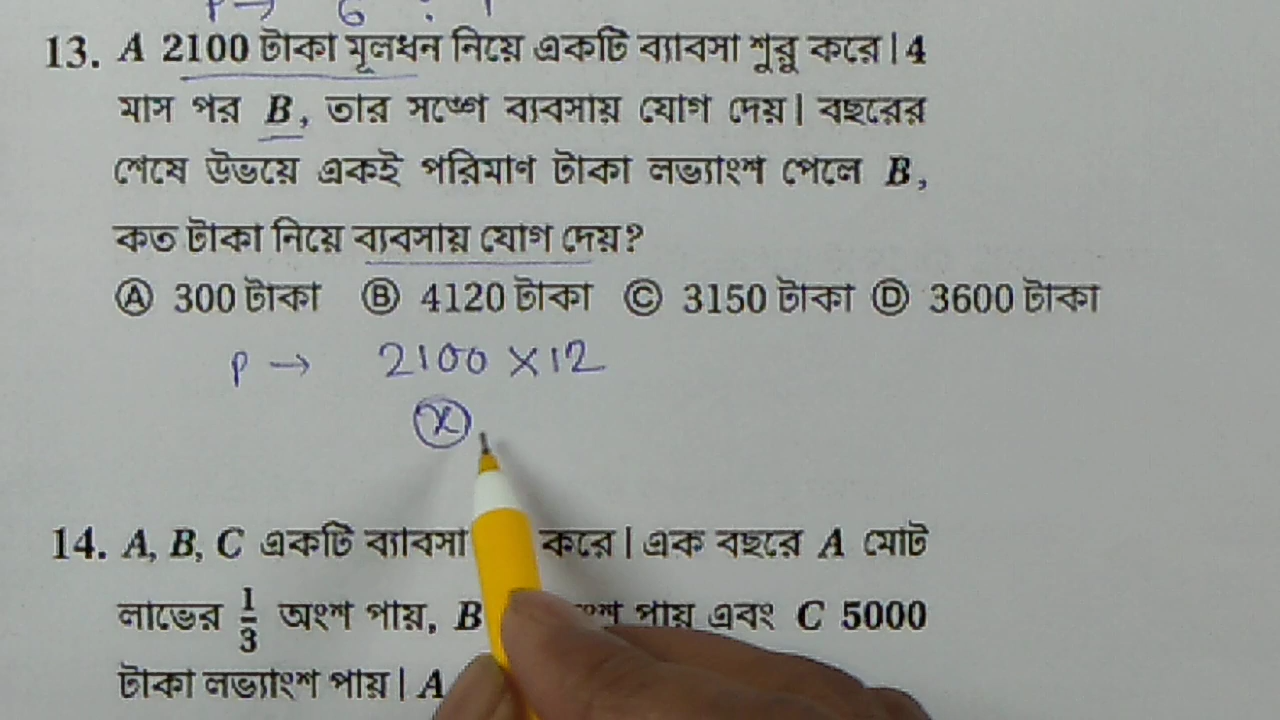 13. A 2100 টাকা মূলধন নিয়ে একটি ব্যাবসা শুরু করে। 4
মাস পর B, তার সঙ্গে ব্যবসায় যোগ দেয়। বছরের
শেষে উভয়ে একই পরিমাণ টাকা লভ্যাংশ পেলে B,
কত টাকা নিয়ে ব্যবসায় যোগ দেয়?
Ⓐ 300 টাকা Ⓑ 4120 টাকা Ⓒ 3150 টাকা Ⓓ 3600 টাকা
P → 2100 × 12
x
14. A, B, C একটি ব্যাবসা করে। এক বছরে A মোট
লাভের 1/3 অংশ পায়, B পায় এবং C 5000
টাকা লভ্যাংশ পায়। A